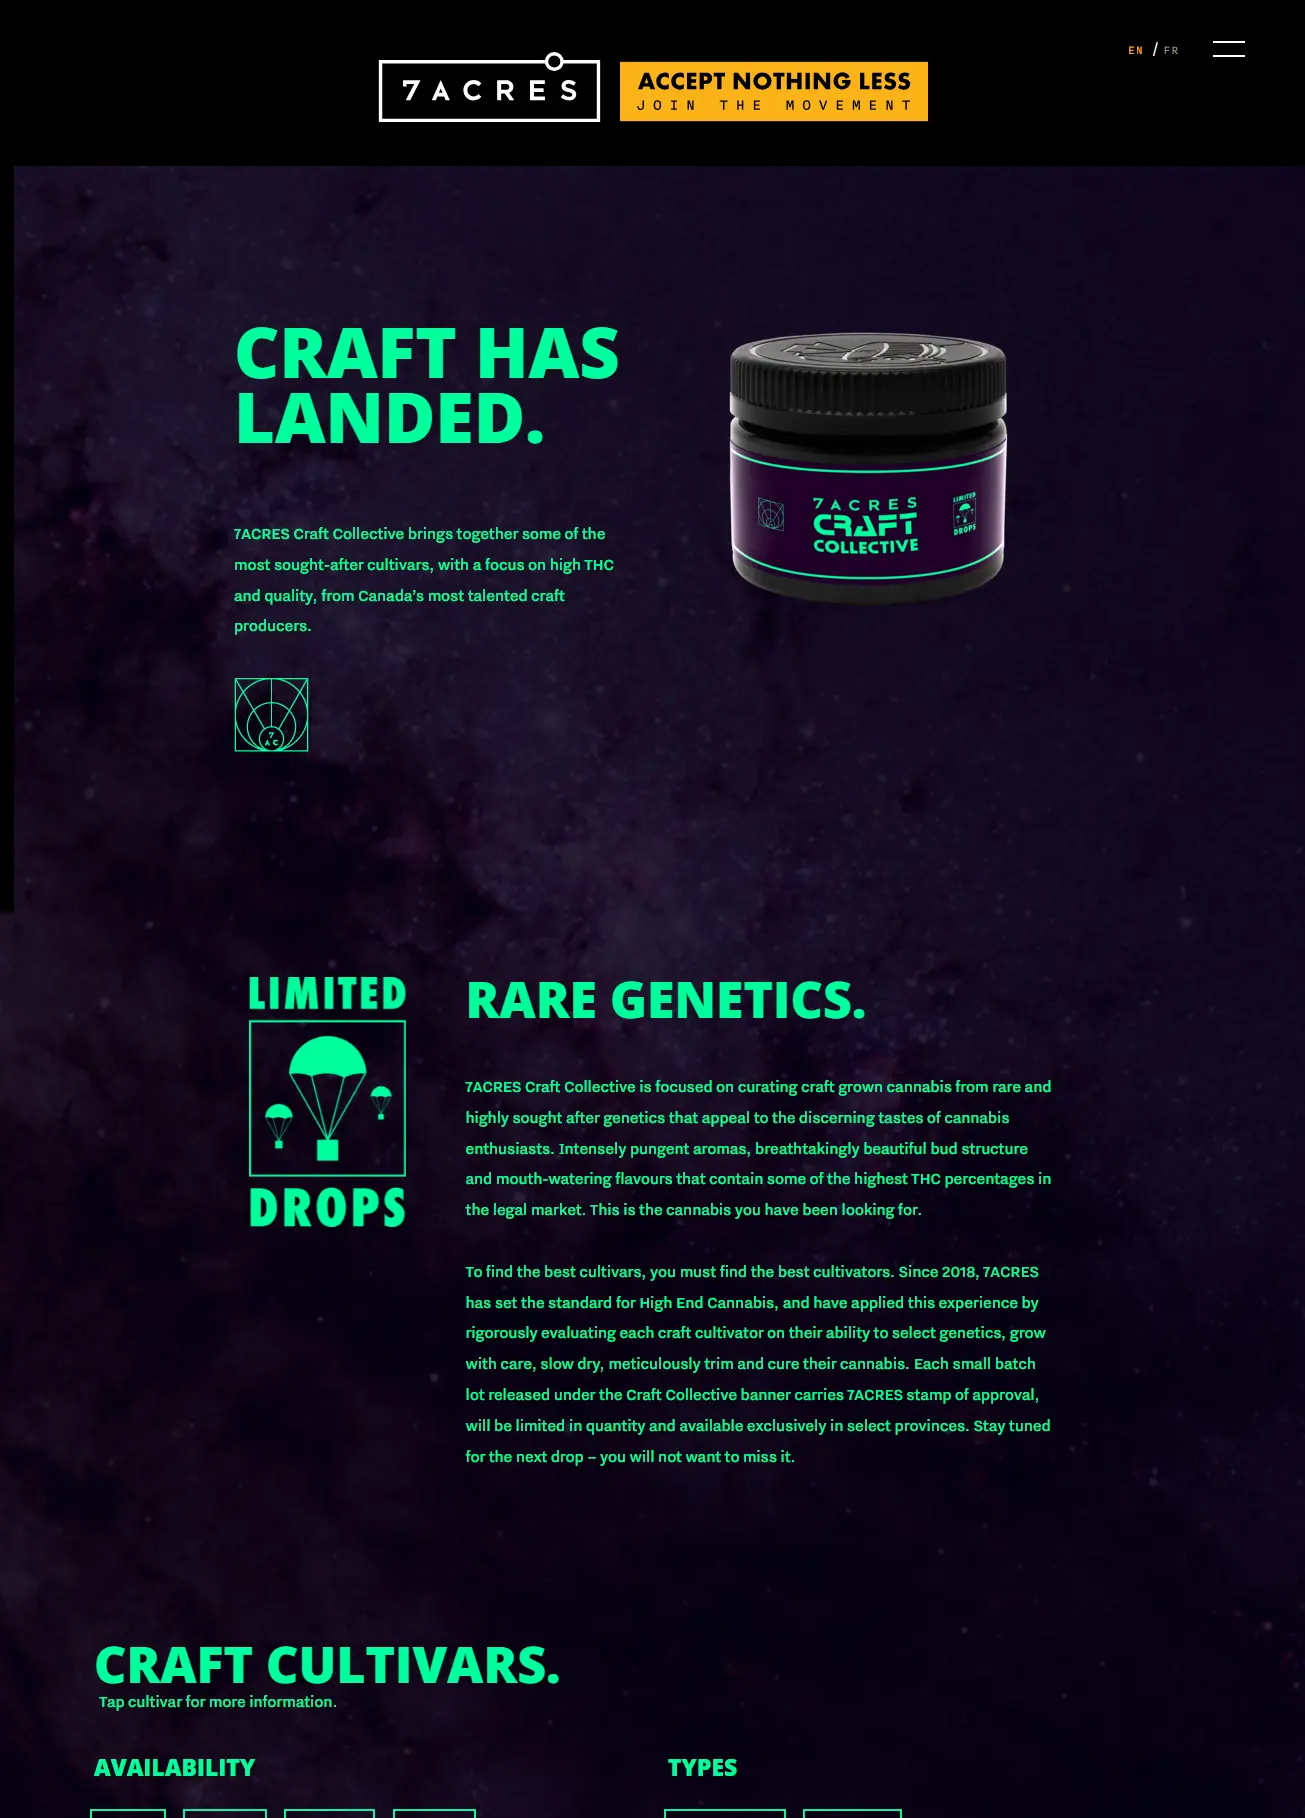 EN / FR
7ACRES
ACCEPT NOTHING LESS
JOIN THE MOVEMENT
CRAFT HAS
LANDED.
7ACRES Craft Collective brings together some of the
most sought-after cultivars, with a focus on high THC
and quality, from Canada’s most talented craft
producers.
7
AC
7ACRES
CRAFT
COLLECTIVE
LIMITED
DROPS
LIMITED
DROPS
RARE GENETICS.
7ACRES Craft Collective is focused on curating craft grown cannabis from rare and
highly sought after genetics that appeal to the discerning tastes of cannabis
enthusiasts. Intensely pungent aromas, breathtakingly beautiful bud structure
and mouth-watering flavours that contain some of the highest THC percentages in
the legal market. This is the cannabis you have been looking for.
To find the best cultivars, you must find the best cultivators. Since 2018, 7ACRES
has set the standard for High End Cannabis, and have applied this experience by
rigorously evaluating each craft cultivator on their ability to select genetics, grow
with care, slow dry, meticulously trim and cure their cannabis. Each small batch
lot released under the Craft Collective banner carries 7ACRES stamp of approval,
will be limited in quantity and available exclusively in select provinces. Stay tuned
for the next drop – you will not want to miss it.
CRAFT CULTIVARS.
Tap cultivar for more information.
AVAILABILITY
TYPES